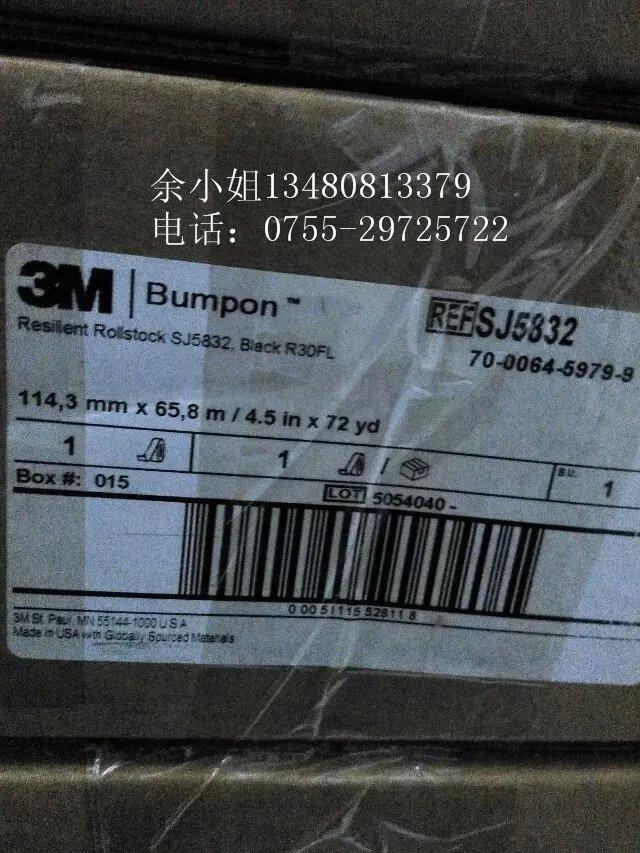 余小姐13480813379
电话：0755-29725722
3M | Bumpon™
REF SJ5832
Resilient Rollstock SJ5832, Black R30FL
70-0064-5979-9
114,3 mm x 65,8 m / 4.5 in x 72 yd
1 1 / B.U. 1
Box #: 015
LOT 5054040 -
0 00 51115 52811 8
3M St. Paul, MN 55144-1000 U S A
Made in USA with Globally Sourced Materials